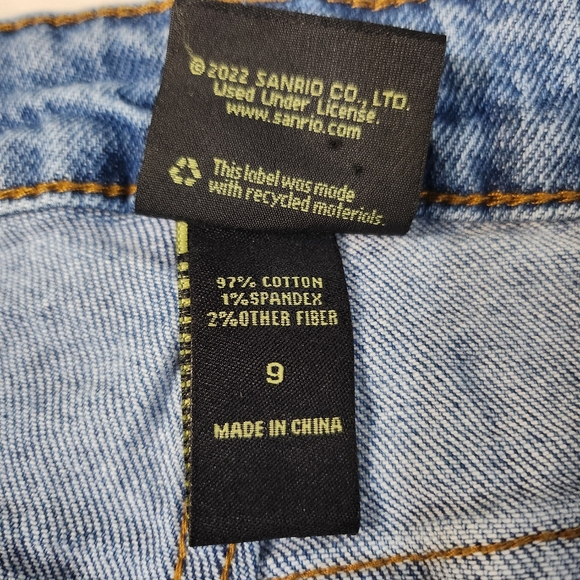 © 2022 SANRIO CO., LTD.
Used Under License.
www.sanrio.com
This label was made
with recycled materials.
97% COTTON
1% SPANDEX
2% OTHER FIBER
9
MADE IN CHINA